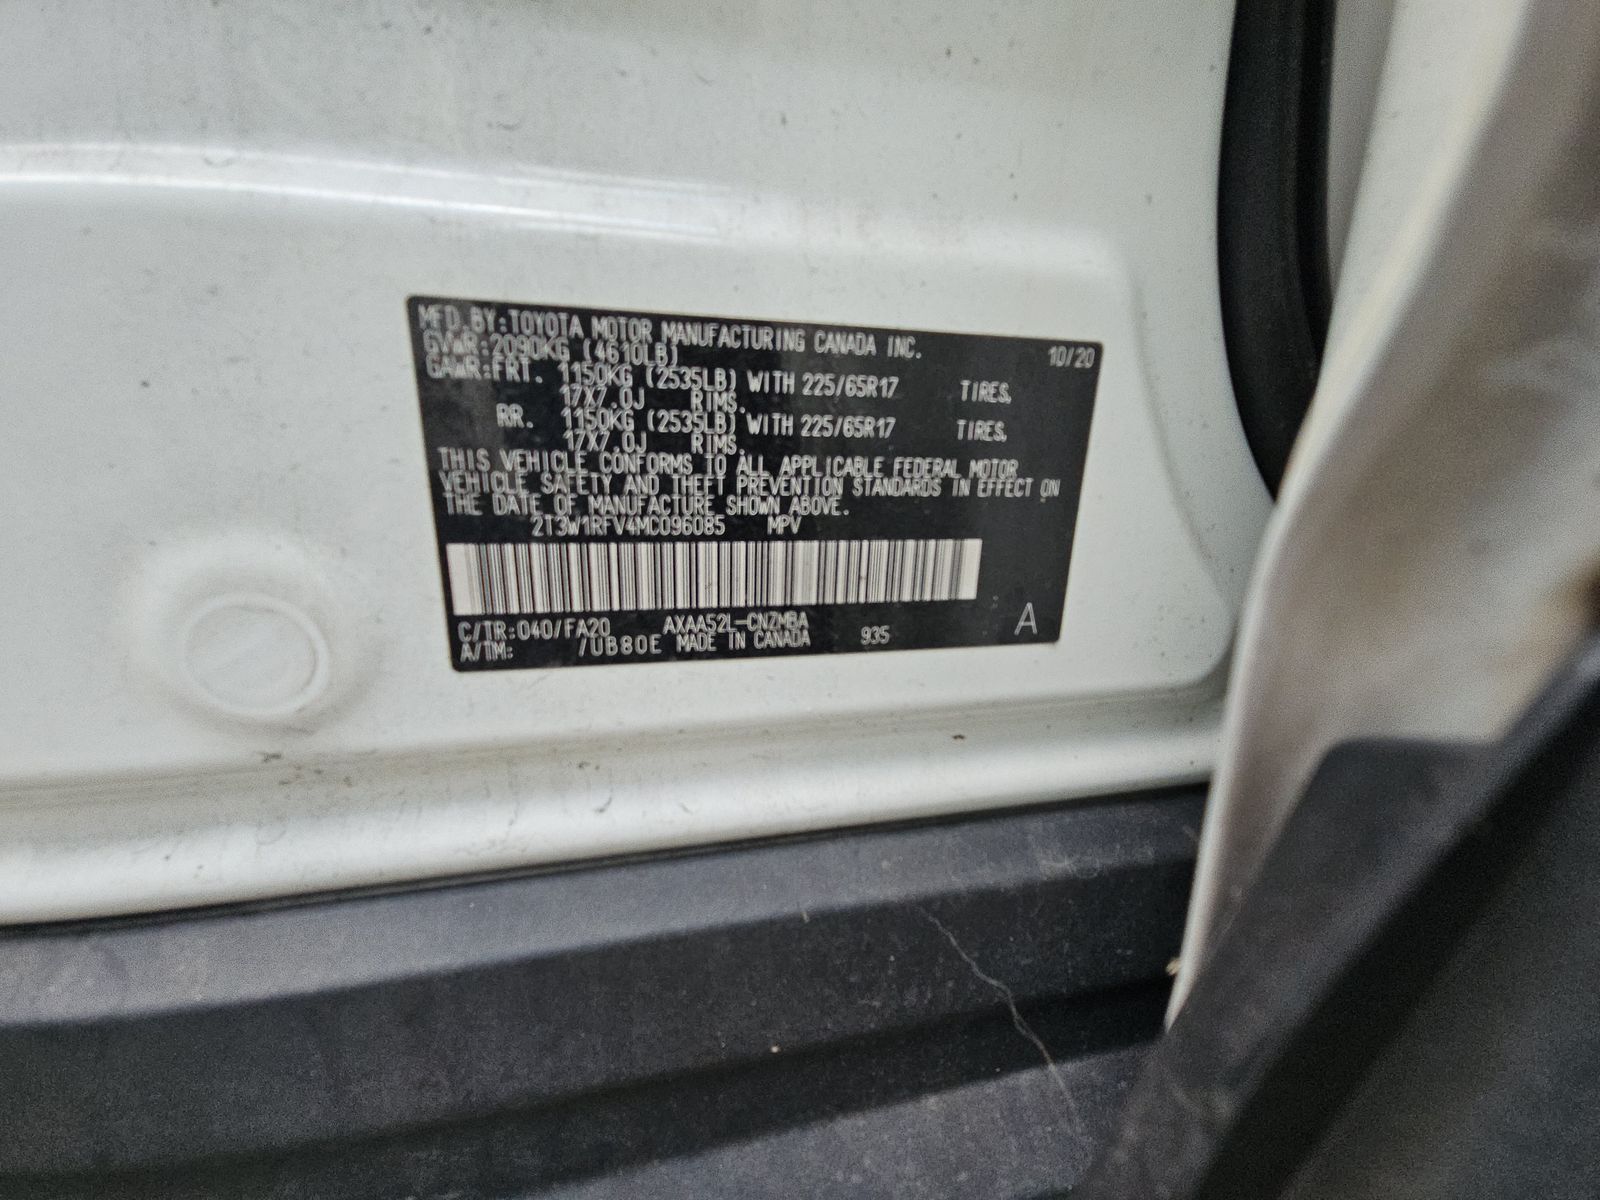 MFD.BY:TOYOTA MOTOR MANUFACTURING CANADA INC.
GVWR:2090KG (4610LB) 10/20
GAWR:FRT. 1150KG (2535LB) WITH 225/65R17 TIRES,
17X7.0J RIMS.
RR. 1150KG (2535LB) WITH 225/65R17 TIRES,
17X7.0J RIMS.
THIS VEHICLE CONFORMS TO ALL APPLICABLE FEDERAL MOTOR
VEHICLE SAFETY AND THEFT PREVENTION STANDARDS IN EFFECT ON
THE DATE OF MANUFACTURE SHOWN ABOVE.
2T3W1RFV4MC096085 MPV
C/TR:040/FA20 AXAA52L-CNZMBA
A/TM: /UB80E MADE IN CANADA 935 A